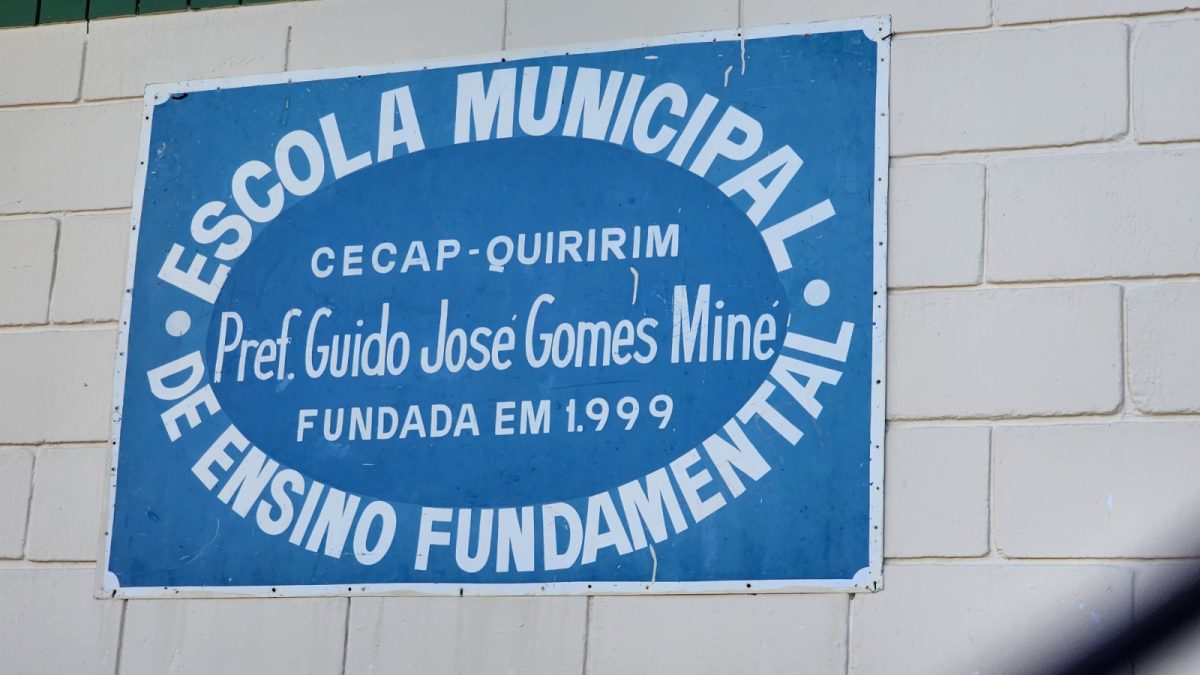 ESCOLA MUNICIPAL
CECAP-QUIRIRIM
Pref. Guido José Gomes Miné
FUNDADA EM 1.999
DE ENSINO FUNDAMENTAL